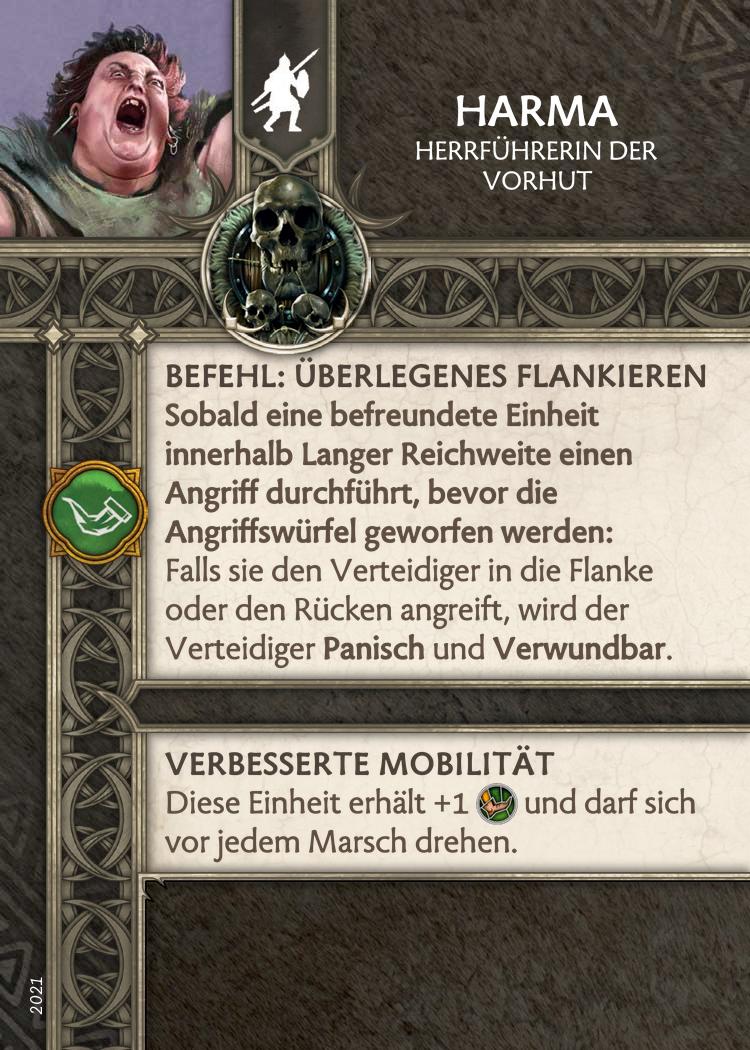 HARMA
HERRFÜHRERIN DER
VORHUT
BEFEHL: ÜBERLEGENES FLANKIEREN
Sobald eine befreundete Einheit
innerhalb Langer Reichweite einen
Angriff durchführt, bevor die
Angriffswürfel geworfen werden:
Falls sie den Verteidiger in die Flanke
oder den Rücken angreift, wird der
Verteidiger Panisch und Verwundbar.
VERBESSERTE MOBILITÄT
Diese Einheit erhält +1 und darf sich
vor jedem Marsch drehen.
2021